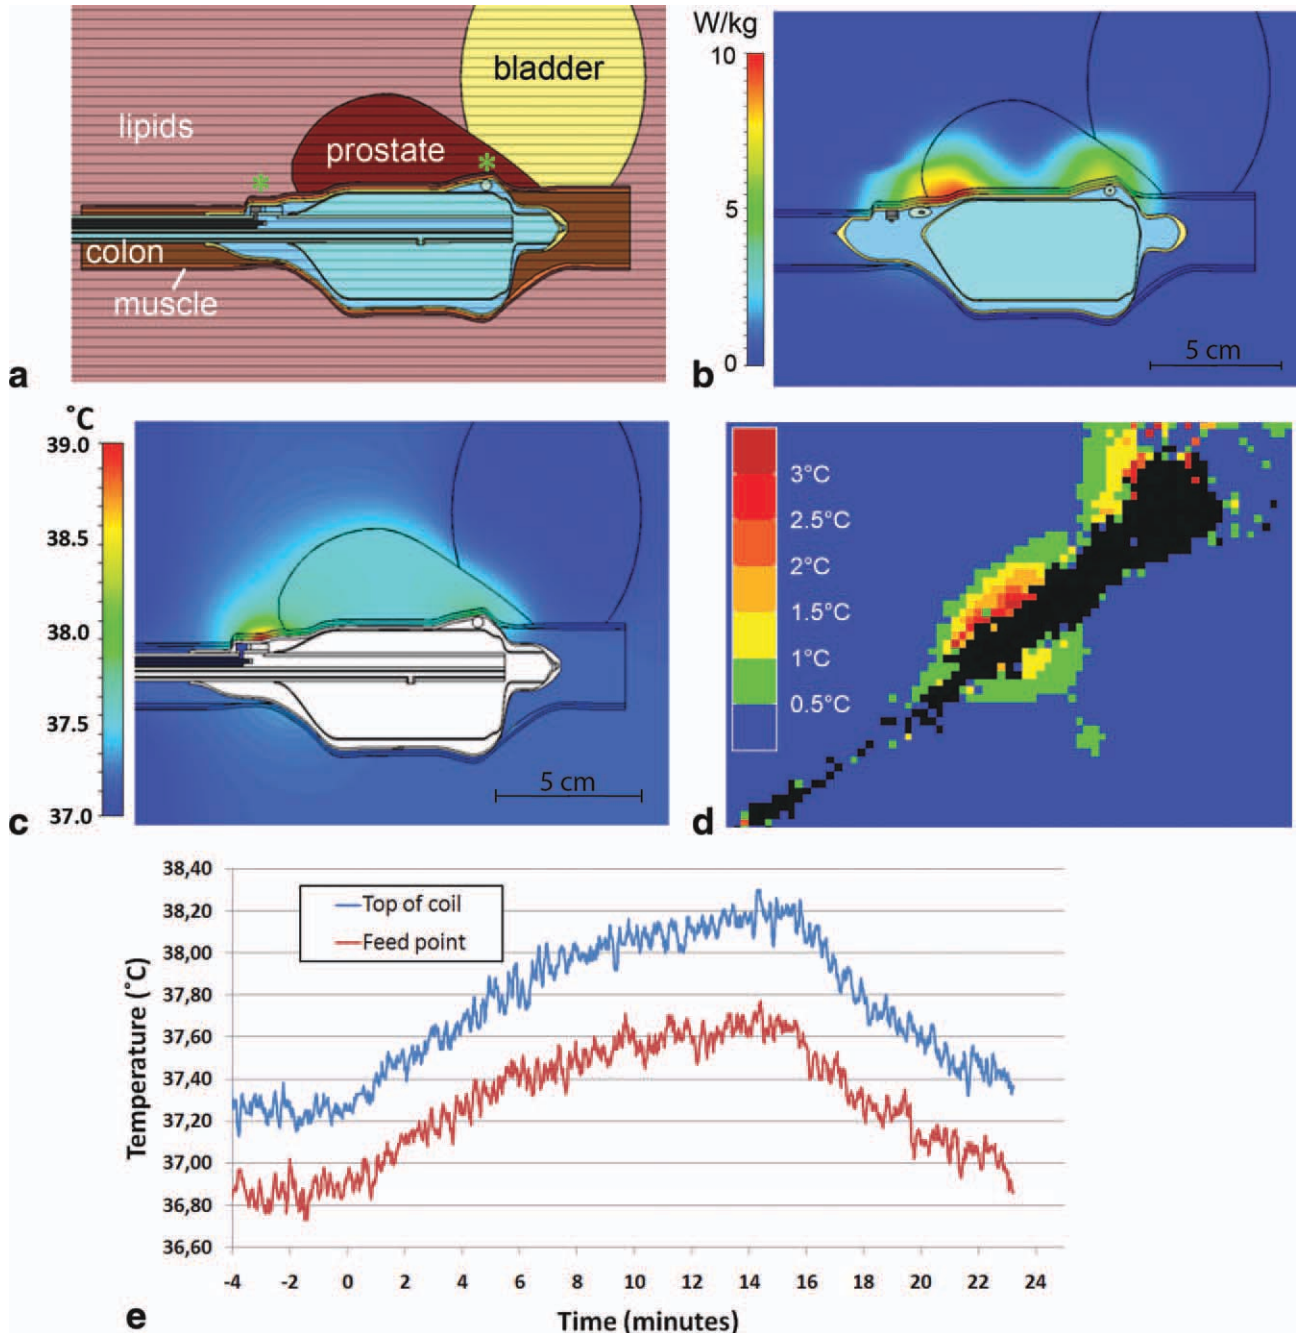 lipids
prostate
bladder
*
*
colon
muscle
a
W/kg
10
5
0
5 cm
b
˚C
39.0
38.5
38.0
37.5
37.0
5 cm
c
3°C
2.5°C
2°C
1.5°C
1°C
0.5°C
d
38,40
38,20
38,00
37,80
37,60
37,40
37,20
37,00
36,80
36,60
Temperature (˚C)
Top of coil
Feed point
-4 -2 0 2 4 6 8 10 12 14 16 18 20 22 24
Time (minutes)
e